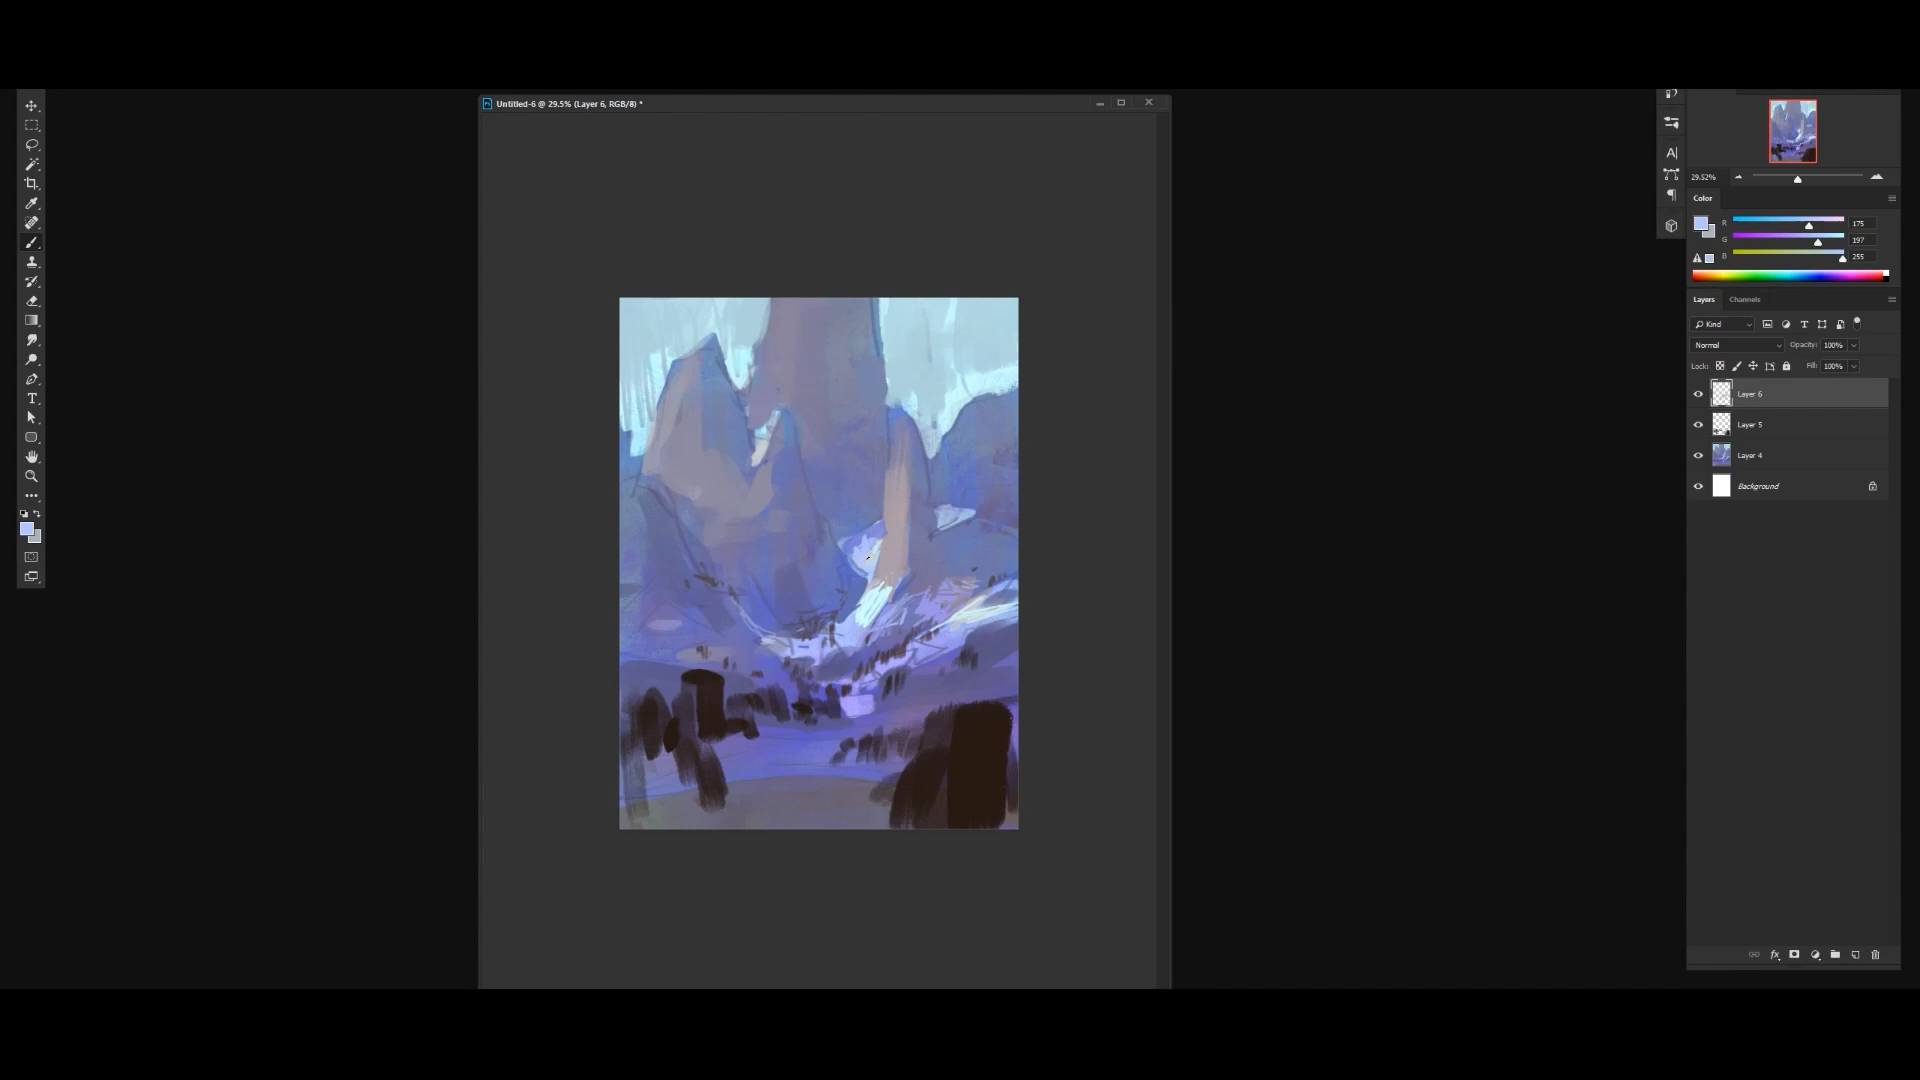 Untitled-6 @ 29.5% (Layer 6, RGB/8) *
29.52%
Color
R 175
G 197
B 255
Layers Channels
Kind
Normal Opacity: 100%
Lock: Fill: 100%
Layer 6
Layer 5
Layer 4
Background